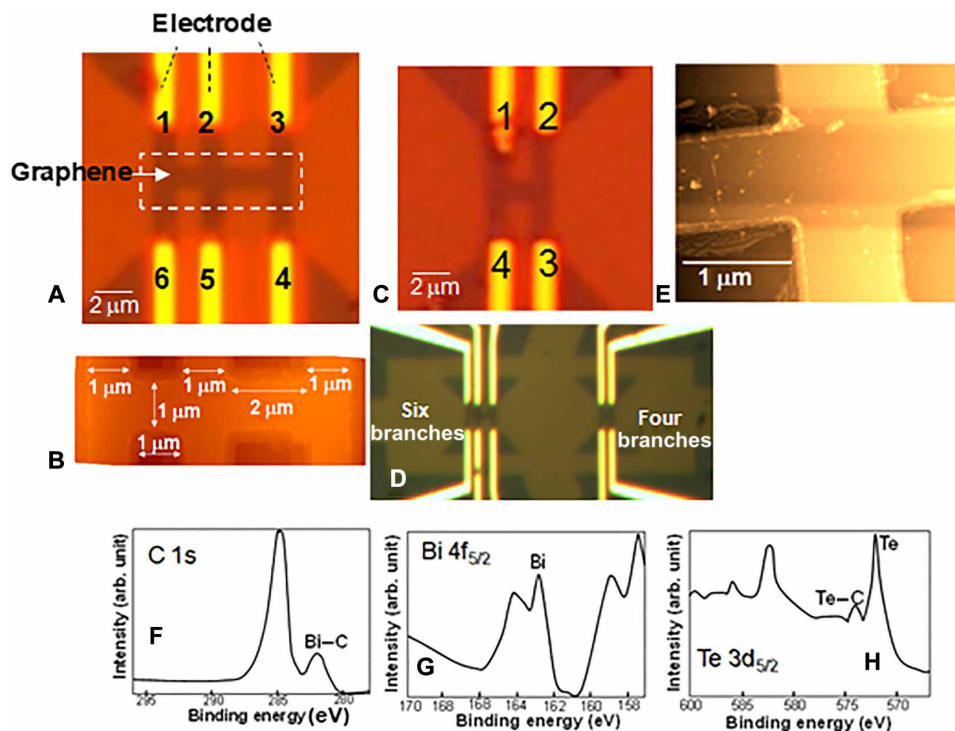 Electrode
1 2 3
Graphene
6 5 4
A
2 μm
1 2
4 3
C
2 μm
E
1 μm
1 μm
1 μm
1 μm
1 μm
2 μm
1 μm
B
Six
branches
Four
branches
D
C 1s
Bi–C
F
Intensity (arb. unit)
295 290 285 280
Binding energy (eV)
Bi 4f5/2
Bi
G
Intensity (arb. unit)
170 168 166 164 162 160 158
Binding energy (eV)
Te
Te–C
Te 3d5/2
H
Intensity (arb. unit)
600 585 580 575 570
Binding energy (eV)